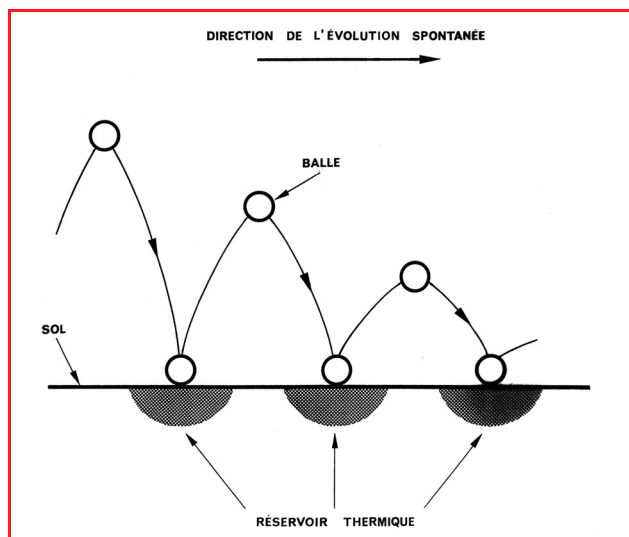 DIRECTION DE L'ÉVOLUTION SPONTANÉE
BALLE
SOL
RÉSERVOIR THERMIQUE